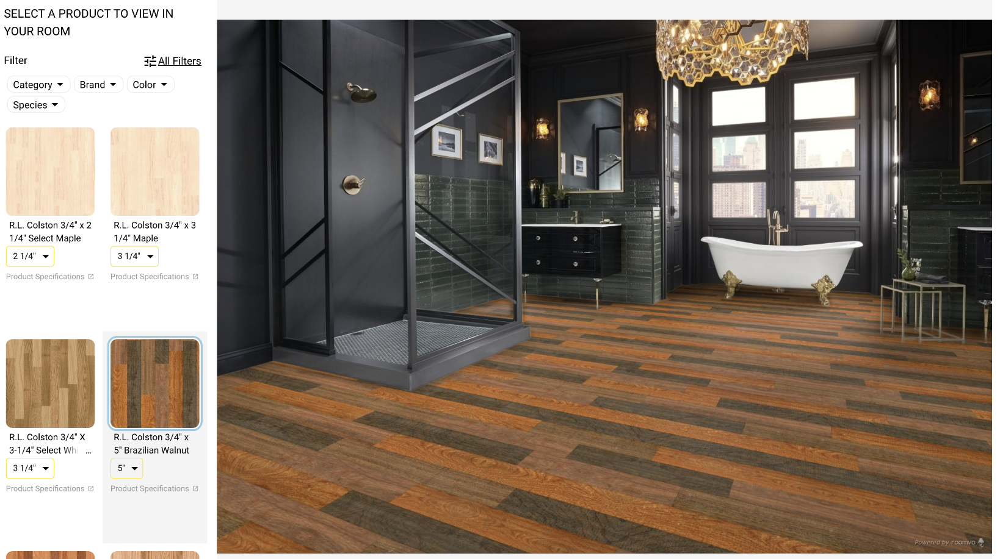 SELECT A PRODUCT TO VIEW IN
YOUR ROOM
Filter
All Filters
Category
Brand
Color
Species
R.L. Colston 3/4" x 2
1/4" Select Maple
2 1/4"
Product Specifications
R.L. Colston 3/4" x 3
1/4" Maple
3 1/4"
Product Specifications
R.L. Colston 3/4" X
3-1/4" Select Whi ...
3 1/4"
Product Specifications
R.L. Colston 3/4" x
5" Brazilian Walnut
5"
Product Specifications
Powered by roomvo